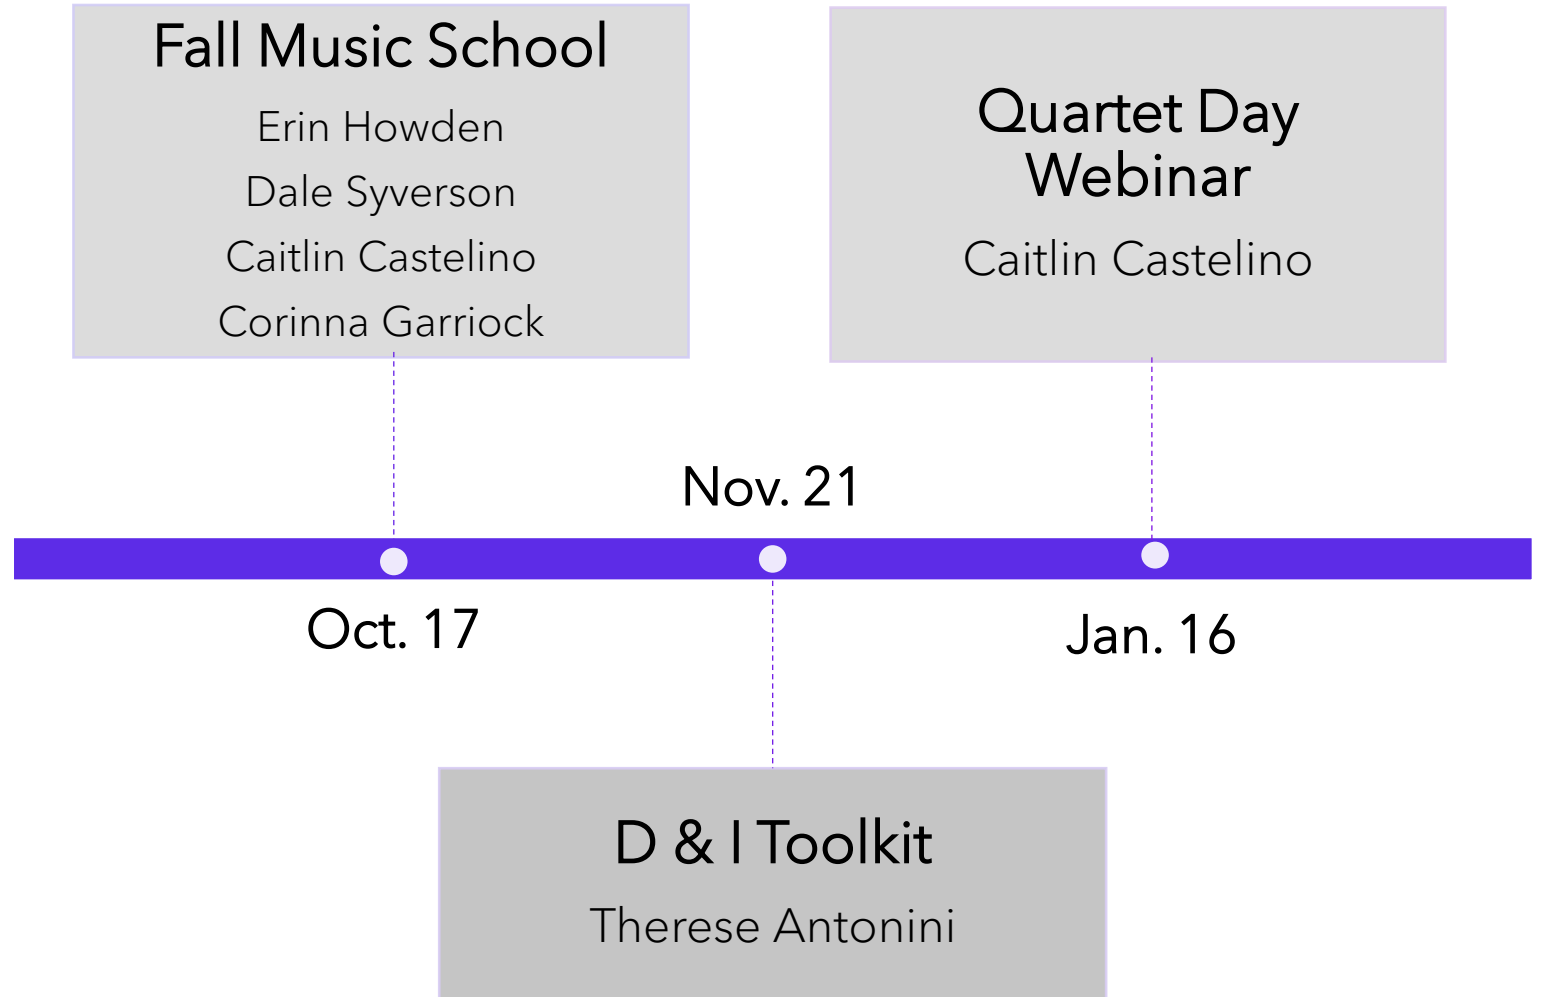 Fall Music School
Erin Howden
Dale Syverson
Caitlin Castelino
Corinna Garriock
Quartet Day
Webinar
Caitlin Castelino
Nov. 21
Oct. 17
Jan. 16
D & I Toolkit
Therese Antonini